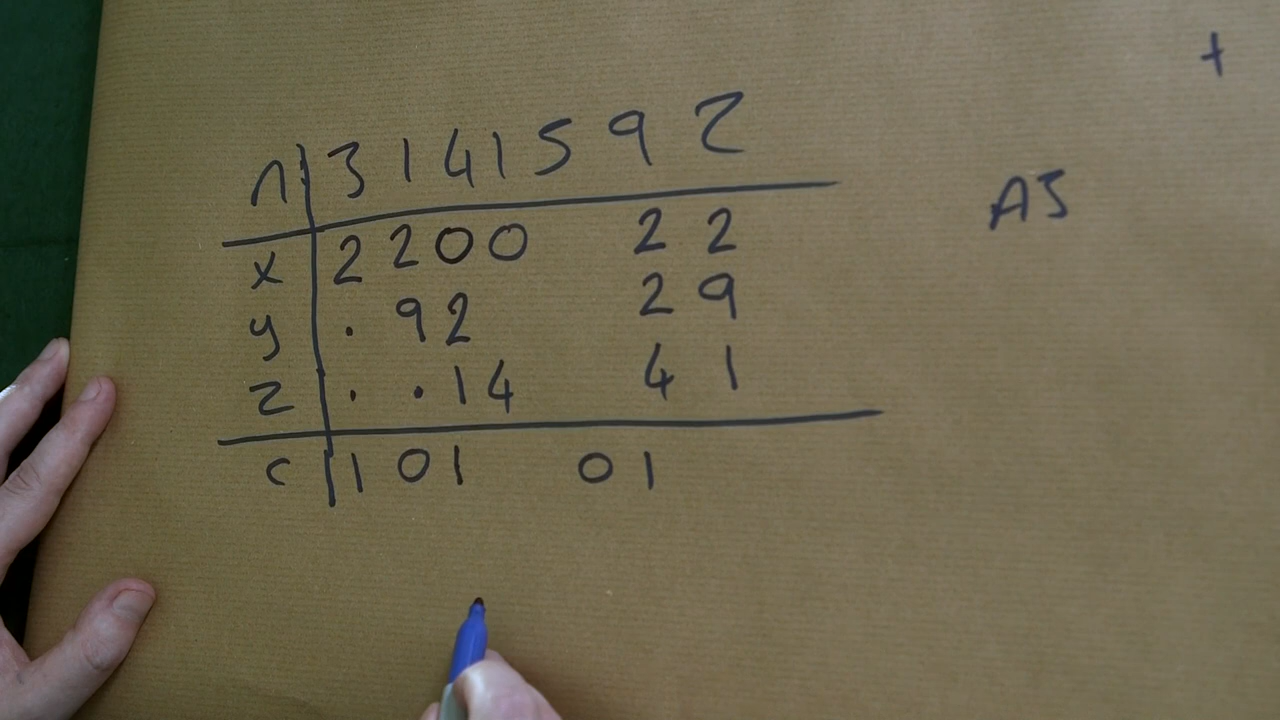 +
n 3 1 4 1 5 9 2
A5
x 2 2 0 0 2 2
y . 9 2 2 9
z . . 1 4 4 1
c 1 0 1 0 1